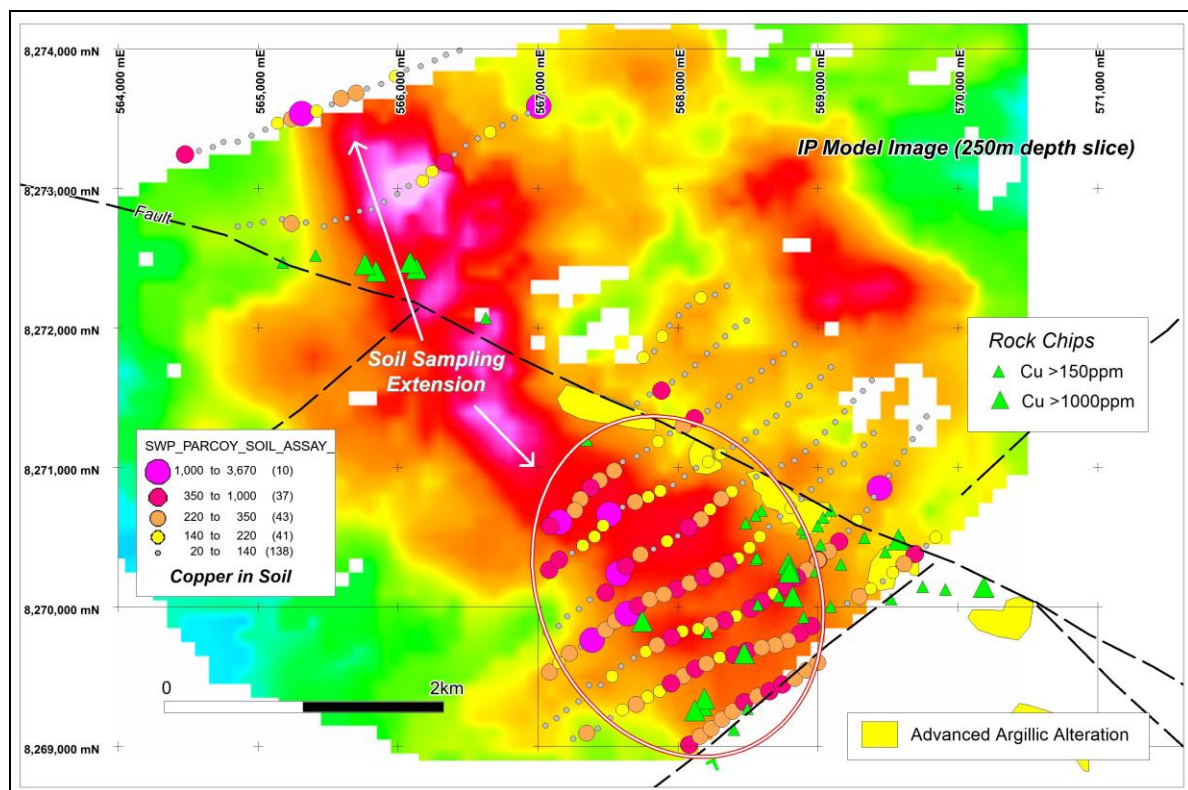 8,274,000 mN
8,273,000 mN
8,272,000 mN
8,271,000 mN
8,270,000 mN
8,269,000 mN
564,000 mE
565,000 mE
566,000 mE
567,000 mE
568,000 mE
569,000 mE
570,000 mE
571,000 mE
IP Model Image (250m depth slice)
Fault
Soil Sampling
Extension
Rock Chips
Cu >150ppm
Cu >1000ppm
SWP_PARCOY_SOIL_ASSAY_
1,000 to 3,670 (10)
350 to 1,000 (37)
220 to 350 (43)
140 to 220 (41)
20 to 140 (138)
Copper in Soil
0 2km
Advanced Argillic Alteration